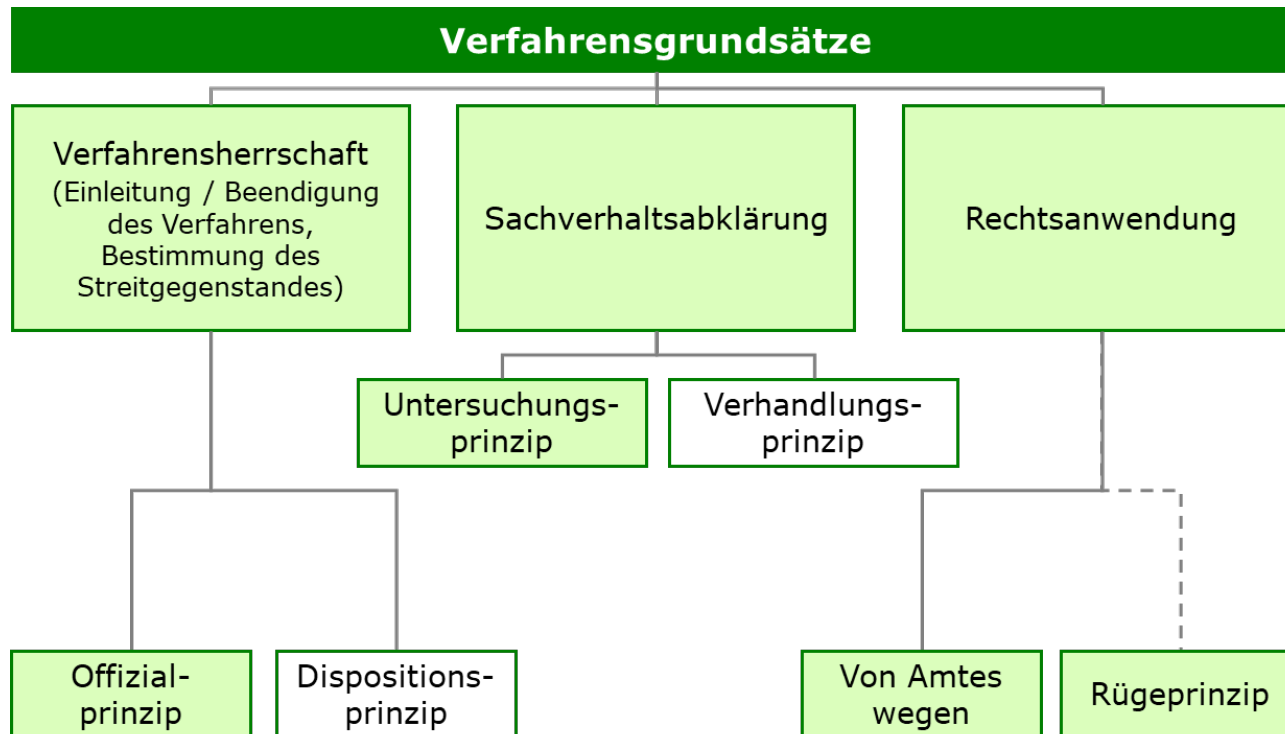 Verfahrensgrundsätze
Verfahrensherrschaft
(Einleitung / Beendigung
des Verfahrens,
Bestimmung des
Streitgegenstandes)
Sachverhaltsabklärung
Rechtsanwendung
Untersuchungs-
prinzip
Verhandlungs-
prinzip
Offizial-
prinzip
Dispositions-
prinzip
Von Amtes
wegen
Rügeprinzip